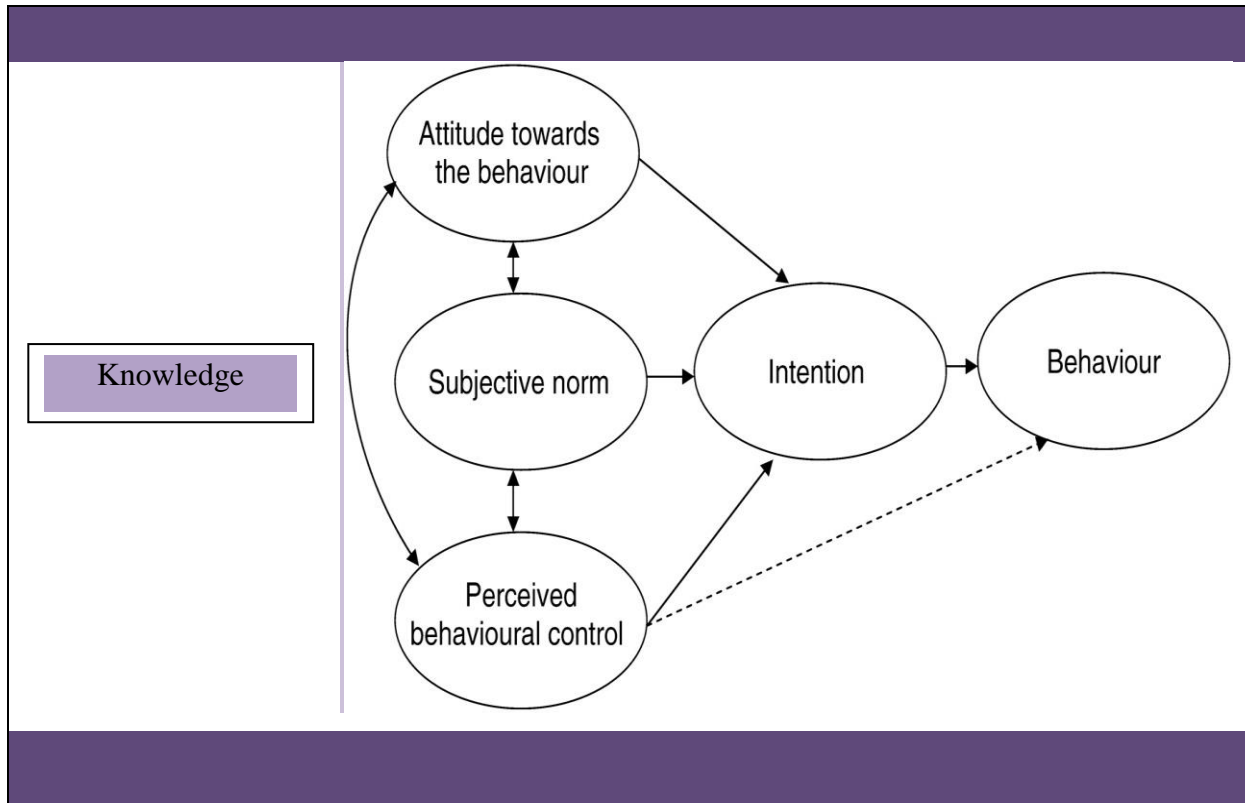 Knowledge
Attitude towards
the behaviour
Subjective norm
Perceived
behavioural control
Intention
Behaviour